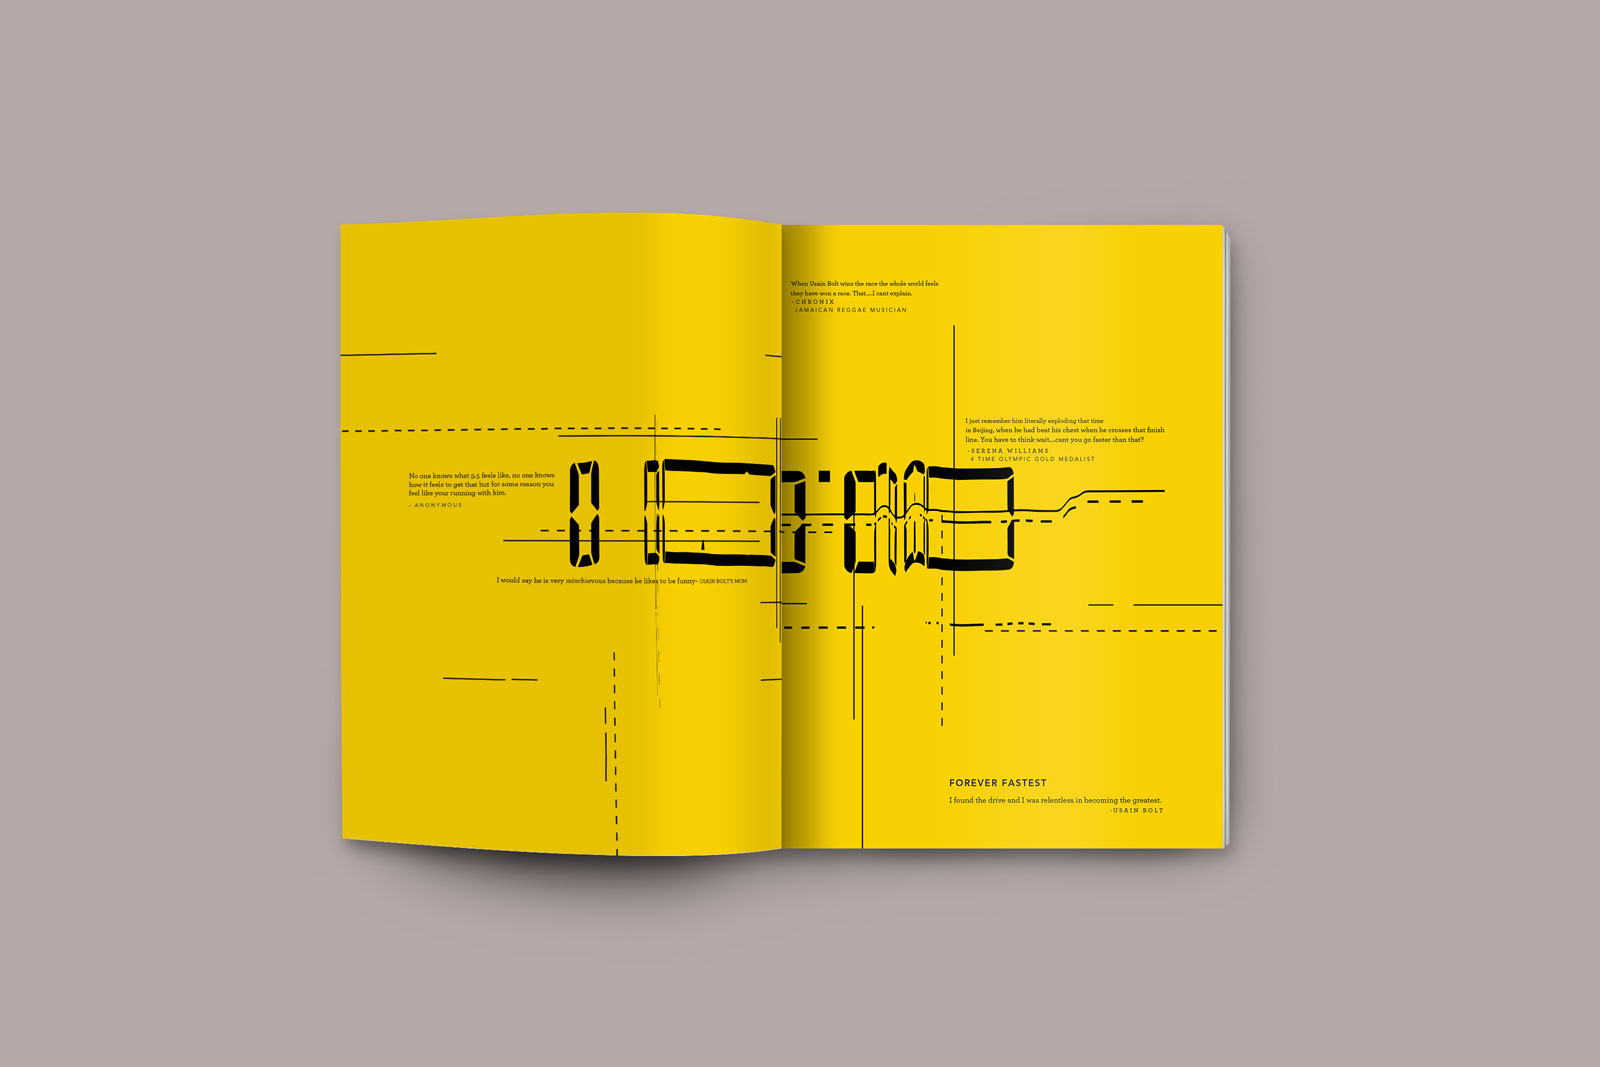 No one knows what 9.5 feels like, no one knows
how it feels to get that but for some reason you
feel like your running with him.
- ANONYMOUS
I would say he is very mischievous because he likes to be funny- USAIN BOLT'S MOM
When Usain Bolt wins the race the whole world feels
they have won a race. That....I cant explain.
-CHRONIX
JAMAICAN REGGAE MUSICIAN
I just remember him literally exploding that time
in Beijing, when he had beat his chest when he crosses that finish
line. You have to think wait...cant you go faster than that?
-SERENA WILLIAMS
4 TIME OLYMPIC GOLD MEDALIST
FOREVER FASTEST
I found the drive and I was relentless in becoming the greatest.
-USAIN BOLT